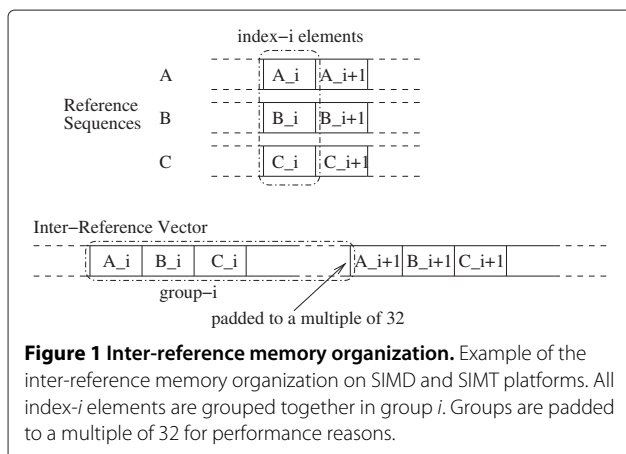 index−i elements
A A_i A_i+1
Reference
Sequences
B B_i B_i+1
C C_i C_i+1
Inter−Reference Vector
A_i B_i C_i A_i+1 B_i+1 C_i+1
group−i
padded to a multiple of 32
Figure 1 Inter-reference memory organization. Example of the
inter-reference memory organization on SIMD and SIMT platforms. All
index-i elements are grouped together in group i. Groups are padded
to a multiple of 32 for performance reasons.